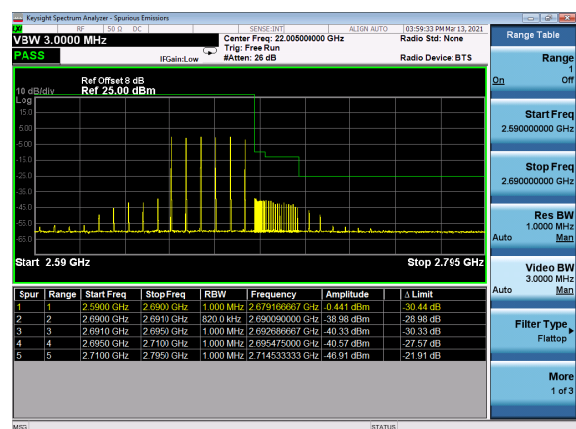 Keysight Spectrum Analyzer - Spurious Emissions
RF 50 Ω DC SENSE:INT ALIGN AUTO 03:59:33 PM Mar 13, 2021
VBW 3.0000 MHz
Center Freq: 22.005000000 GHz
Radio Std: None
Trig: Free Run
PASS
IFGain:Low
#Atten: 26 dB
Radio Device: BTS
Ref Offset 8 dB
10 dB/div Ref 25.00 dBm
Log
15.0
5.00
-5.00
-15.0
-25.0
-35.0
-45.0
-55.0
-65.0
Start 2.59 GHz Stop 2.795 GHz
Spur Range Start Freq Stop Freq RBW Frequency Amplitude Δ Limit
1 1 2.5900 GHz 2.6900 GHz 1.000 MHz 2.679166667 GHz -0.441 dBm -30.44 dB
2 2 2.6900 GHz 2.6910 GHz 820.0 kHz 2.690090000 GHz -38.98 dBm -28.98 dB
3 3 2.6910 GHz 2.6950 GHz 1.000 MHz 2.692686667 GHz -40.33 dBm -30.33 dB
4 4 2.6950 GHz 2.7100 GHz 1.000 MHz 2.695475000 GHz -40.57 dBm -27.57 dB
5 5 2.7100 GHz 2.7950 GHz 1.000 MHz 2.714533333 GHz -46.91 dBm -21.91 dB
MSG STATUS
Range Table
Range
1
On Off
Start Freq
2.590000000 GHz
Stop Freq
2.690000000 GHz
Res BW
1.0000 MHz
Auto Man
Video BW
3.0000 MHz
Auto Man
Filter Type
Flattop
More
1 of 3